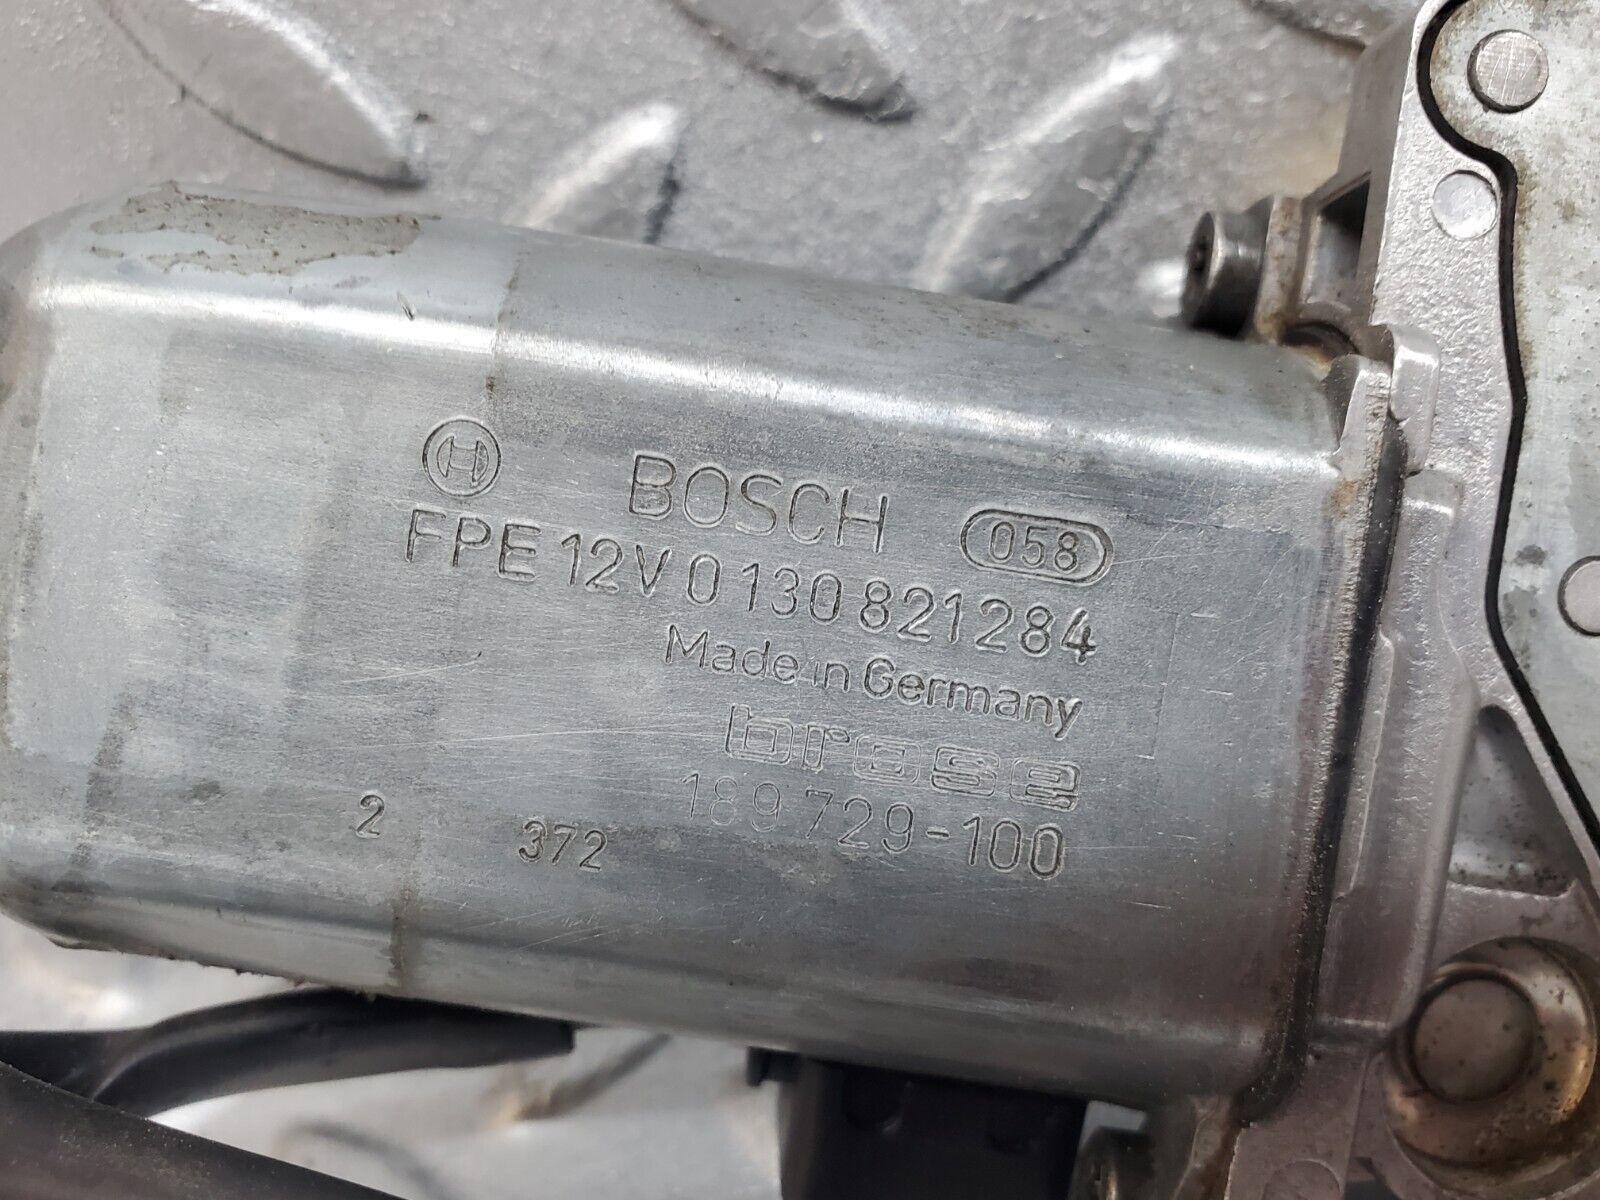 BOSCH 058
FPE 12V 0 130 821 284
Made in Germany
brose
189 729-100
2 372